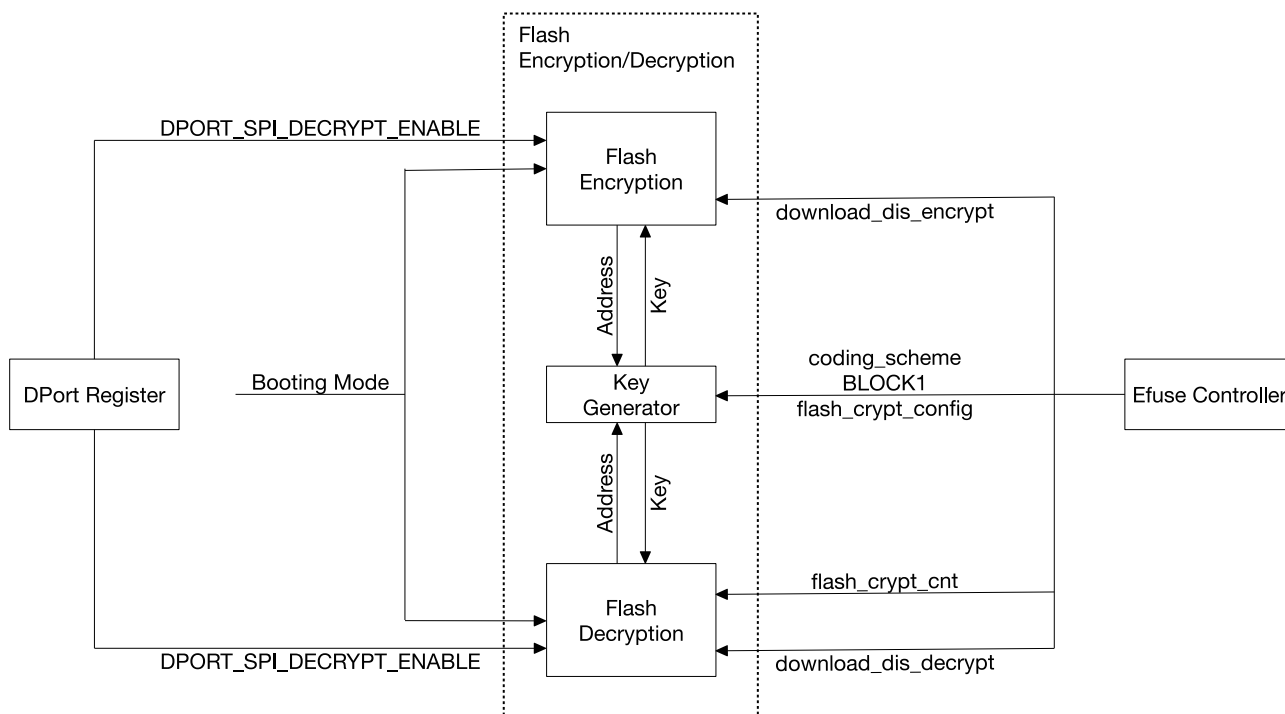 Flash
Encryption/Decryption
DPORT_SPI_DECRYPT_ENABLE
Flash
Encryption
download_dis_encrypt
Address
Key
DPort Register
Booting Mode
Key
Generator
coding_scheme
BLOCK1
flash_crypt_config
Efuse Controller
Address
Key
flash_crypt_cnt
Flash
Decryption
DPORT_SPI_DECRYPT_ENABLE
download_dis_decrypt